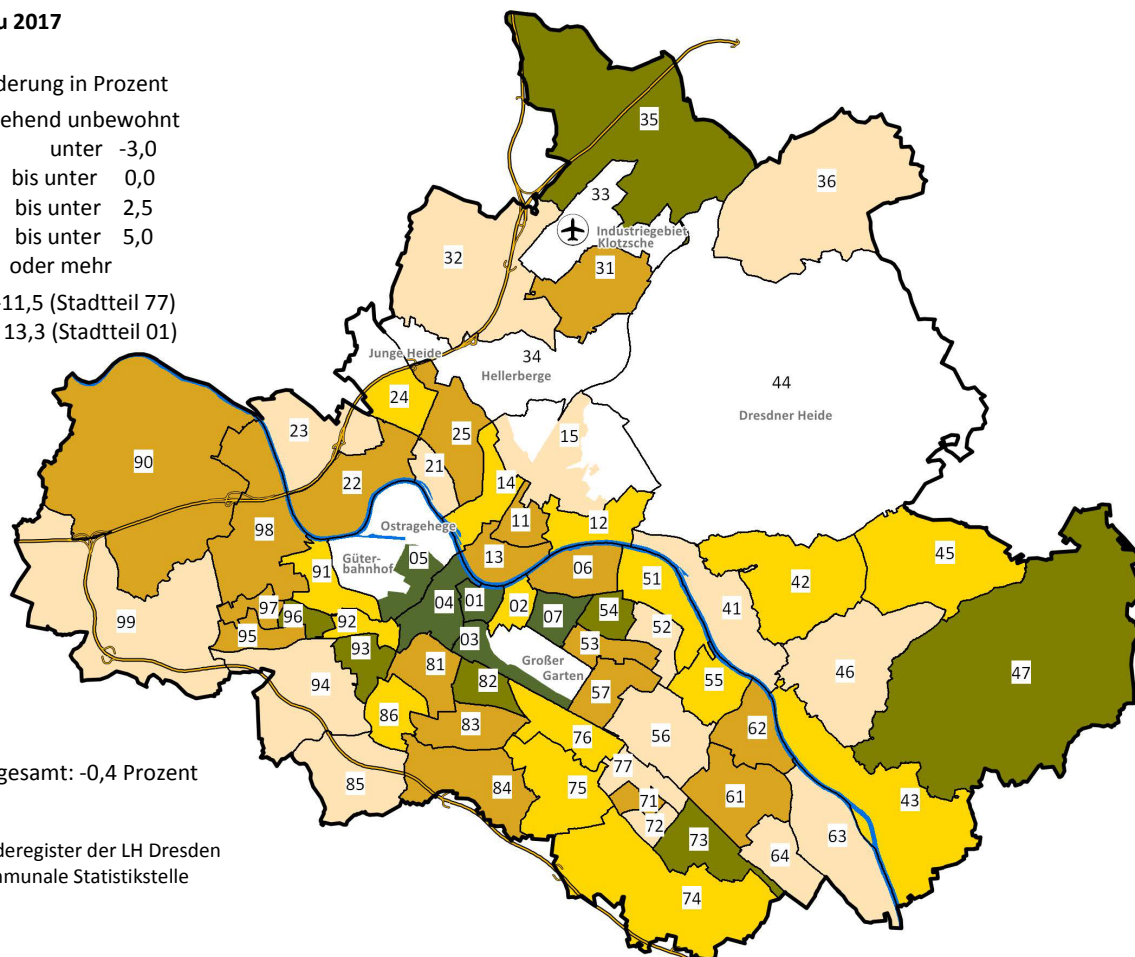 u 2017
derung in Prozent
ehend unbewohnt
unter -3,0
bis unter 0,0
bis unter 2,5
bis unter 5,0
oder mehr
-11,5 (Stadtteil 77)
13,3 (Stadtteil 01)
35
36
33
Industriegebiet
Klotzsche
32
31
Junge Heide
34
Hellerberge
44
Dresdner Heide
24
23
25
15
90
21
22
14
Ostragehege
11
12
98
13
Güter-
bahnhof
05
91
06
45
42
51
41
04
01
02
07
54
52
97
96
92
99
95
03
53
46
93
Großer
Garten
47
81
82
94
57
55
86
83
76
56
62
77
85
84
75
71
61
43
72
73
63
64
74
gesamt: -0,4 Prozent
deregister der LH Dresden
mmunale Statistikstelle